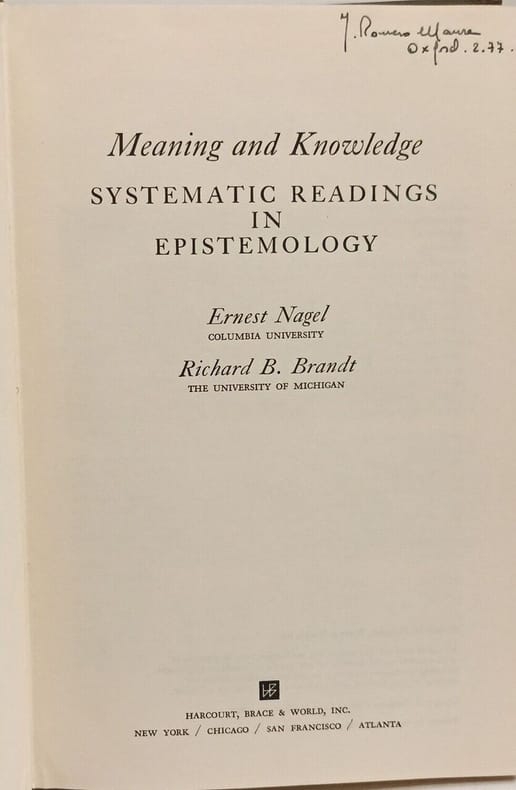 J. Romero Maura
Oxford. 2.77.
Meaning and Knowledge
SYSTEMATIC READINGS
IN
EPISTEMOLOGY
Ernest Nagel
COLUMBIA UNIVERSITY
Richard B. Brandt
THE UNIVERSITY OF MICHIGAN
HARCOURT, BRACE & WORLD, INC.
NEW YORK / CHICAGO / SAN FRANCISCO / ATLANTA